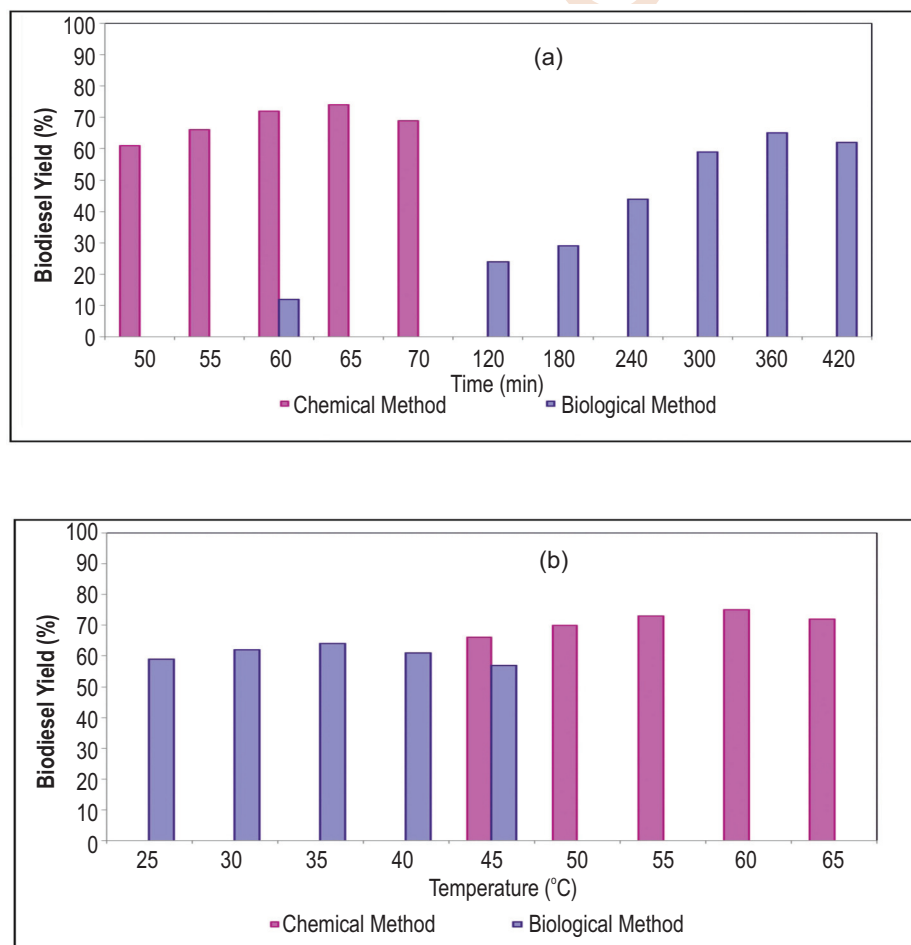 (a)
Biodiesel Yield (%)
100
90
80
70
60
50
40
30
20
10
0
50 55 60 65 70 120 180 240 300 360 420
Time (min)
Chemical Method Biological Method
(b)
Biodiesel Yield (%)
100
90
80
70
60
50
40
30
20
10
0
25 30 35 40 45 50 55 60 65
Temperature (°C)
Chemical Method Biological Method